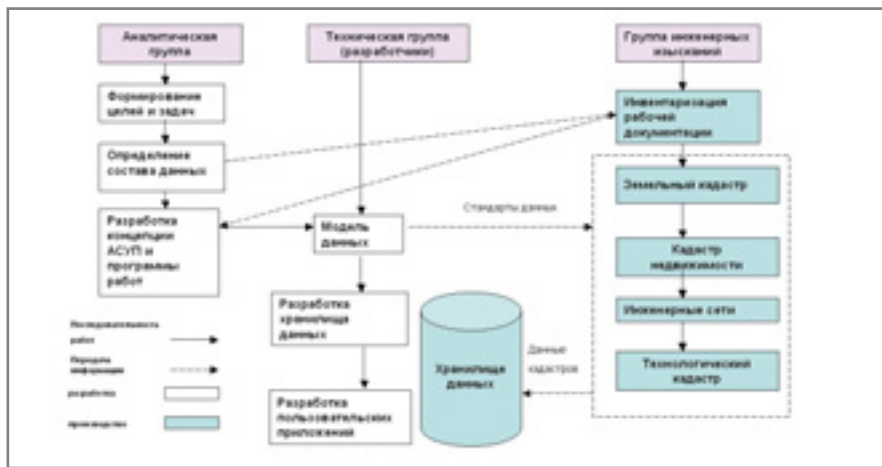 Аналитическая
группа
Техническая группа
(разработчики)
Группа инженерных
изысканий
Формирование
целей и задач
Инвентаризация
рабочей
документации
Определение
состава данных
Земельный кадастр
Разработка
концепции
АСУП и
программы
работ
Модель
данных
Стандарты данных
Кадастр
недвижимости
Разработка
хранилища
данных
Инженерные сети
Последовательность
работ
Хранилище
данных
Данные
кадастров
Технологический
кадастр
Передача
информации
разработка
Разработка
пользовательских
приложений
производство